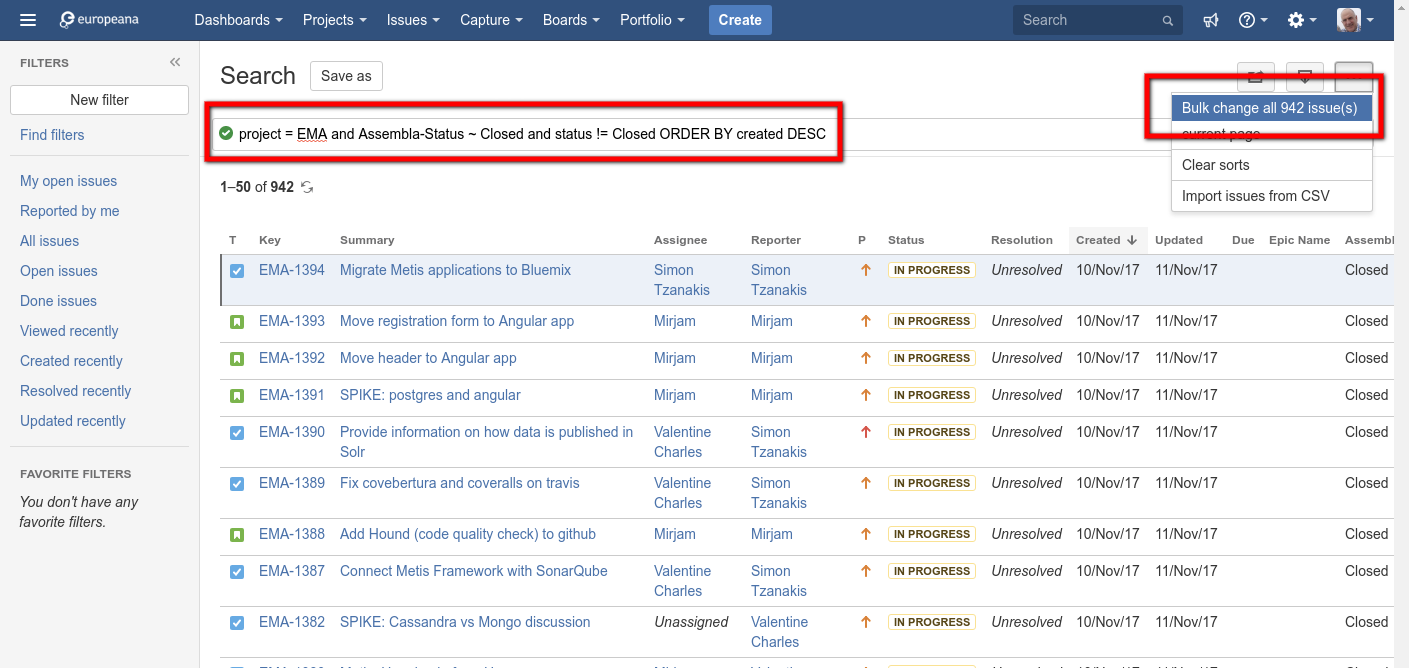 europeana Dashboards Projects Issues Capture Boards Portfolio Create Search
FILTERS
New filter
Find filters
My open issues
Reported by me
All issues
Open issues
Done issues
Viewed recently
Created recently
Resolved recently
Updated recently
FAVORITE FILTERS
You don't have any
favorite filters.
Search Save as
project = EMA and Assembla-Status ~ Closed and status != Closed ORDER BY created DESC
Bulk change all 942 issue(s)
current page
Clear sorts
Import issues from CSV
1–50 of 942
T Key Summary Assignee Reporter P Status Resolution Created Updated Due Epic Name Assembl
EMA-1394 Migrate Metis applications to Bluemix Simon Simon IN PROGRESS Unresolved 10/Nov/17 11/Nov/17 Closed
Tzanakis Tzanakis
EMA-1393 Move registration form to Angular app Mirjam Mirjam IN PROGRESS Unresolved 10/Nov/17 11/Nov/17 Closed
EMA-1392 Move header to Angular app Mirjam Mirjam IN PROGRESS Unresolved 10/Nov/17 11/Nov/17 Closed
EMA-1391 SPIKE: postgres and angular Mirjam Mirjam IN PROGRESS Unresolved 10/Nov/17 11/Nov/17 Closed
EMA-1390 Provide information on how data is published in Valentine Simon IN PROGRESS Unresolved 10/Nov/17 11/Nov/17 Closed
Solr Charles Tzanakis
EMA-1389 Fix covebertura and coveralls on travis Valentine Simon IN PROGRESS Unresolved 10/Nov/17 11/Nov/17 Closed
Charles Tzanakis
EMA-1388 Add Hound (code quality check) to github Mirjam Mirjam IN PROGRESS Unresolved 10/Nov/17 11/Nov/17 Closed
EMA-1387 Connect Metis Framework with SonarQube Valentine Simon IN PROGRESS Unresolved 10/Nov/17 11/Nov/17 Closed
Charles Tzanakis
EMA-1382 SPIKE: Cassandra vs Mongo discussion Unassigned Valentine IN PROGRESS Unresolved 10/Nov/17 11/Nov/17 Closed
Charles